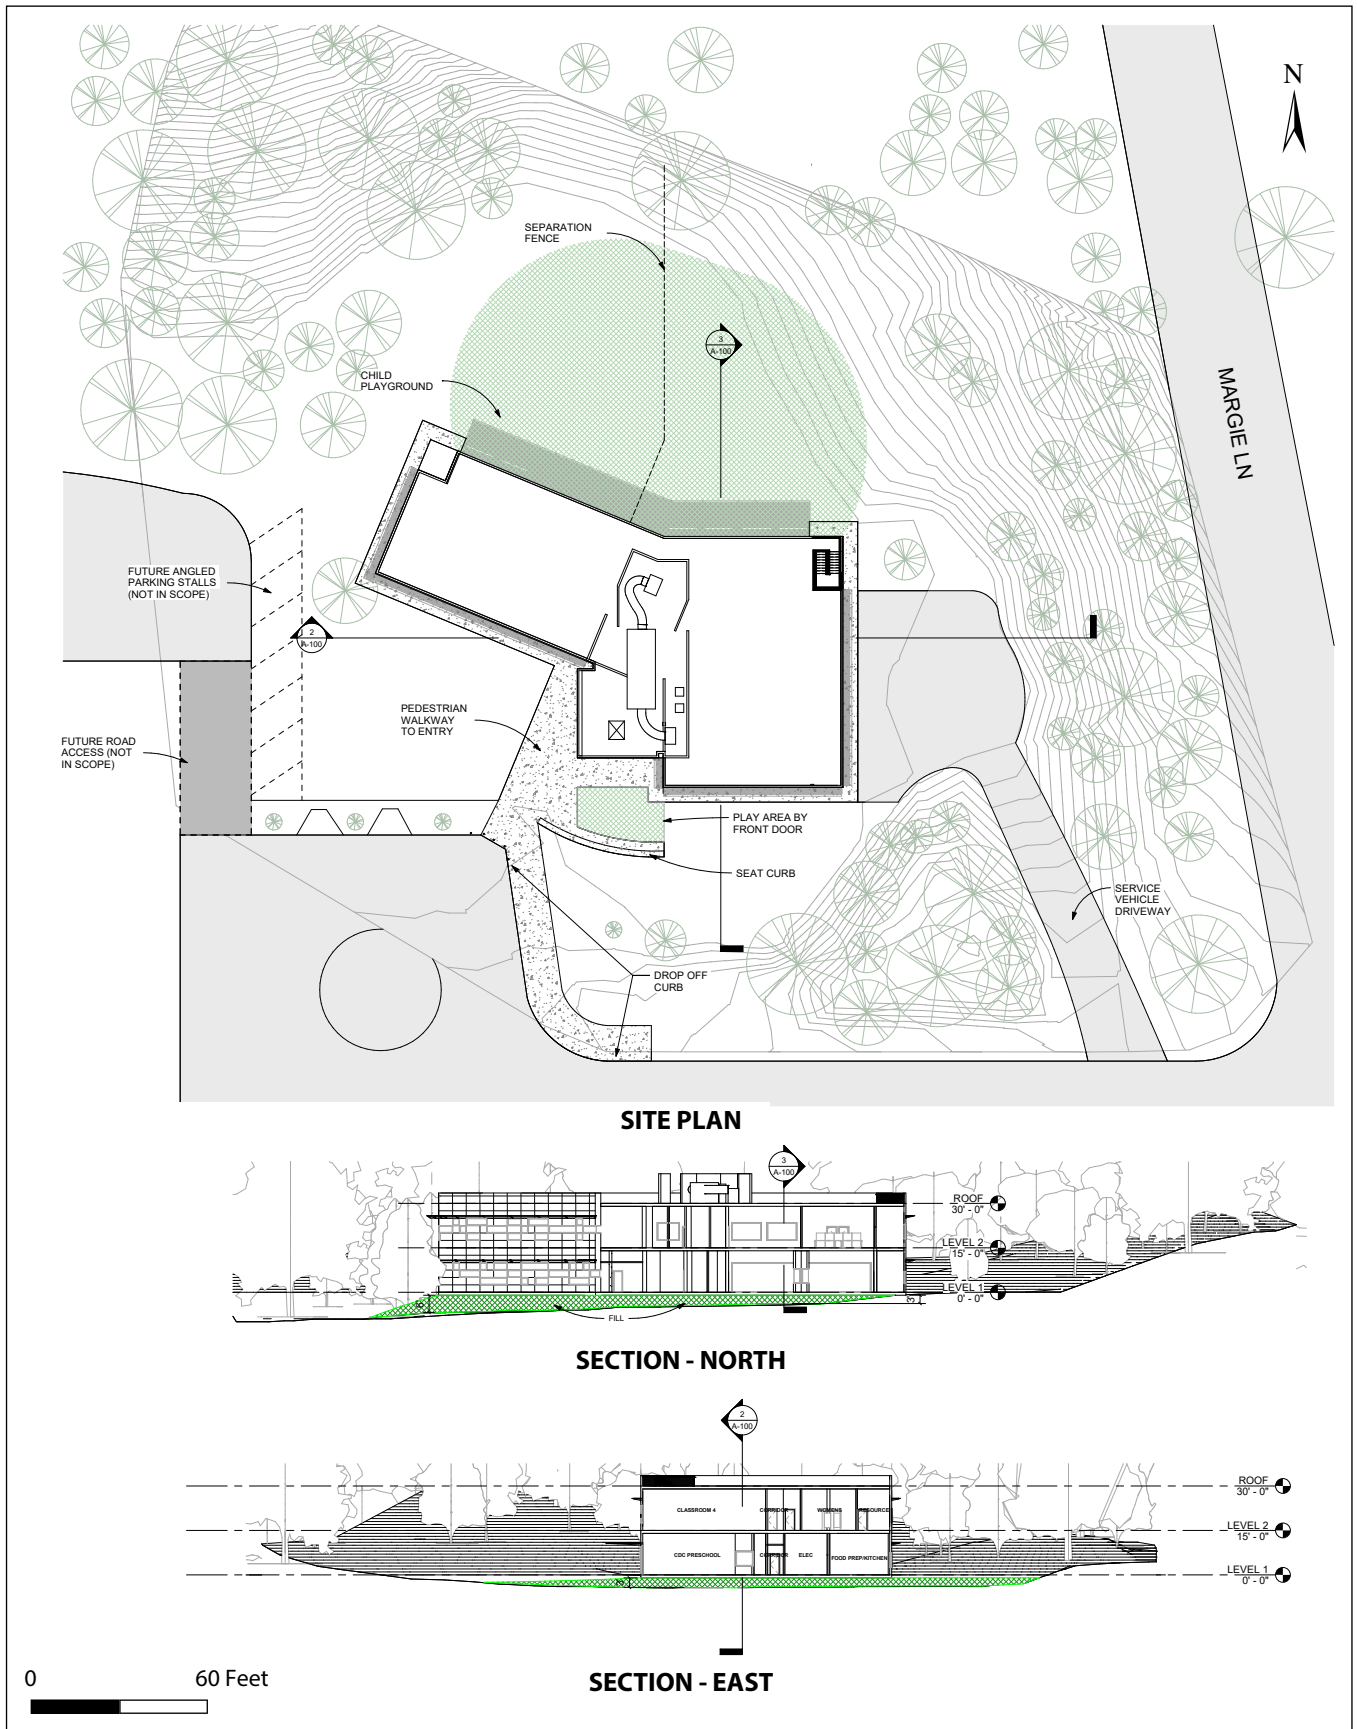 N
SEPARATION
FENCE
3
A-100
CHILD
PLAYGROUND
MARGIE LN
FUTURE ANGLED
PARKING STALLS
(NOT IN SCOPE)
2
A-100
PEDESTRIAN
WALKWAY
TO ENTRY
FUTURE ROAD
ACCESS (NOT
IN SCOPE)
PLAY AREA BY
FRONT DOOR
SEAT CURB
SERVICE
VEHICLE
DRIVEWAY
DROP OFF
CURB
SITE PLAN
3
A-100
ROOF
30' - 0"
LEVEL 2
15' - 0"
LEVEL 1
0' - 0"
6'
3'
FILL
SECTION - NORTH
2
A-100
ROOF
30' - 0"
CLASSROOM 4
CORRIDOR
WOMENS
RESOURCE
LEVEL 2
15' - 0"
CDC PRESCHOOL
CORRIDOR
ELEC
FOOD PREP/KITCHEN
LEVEL 1
0' - 0"
3'
SECTION - EAST
0
60 Feet